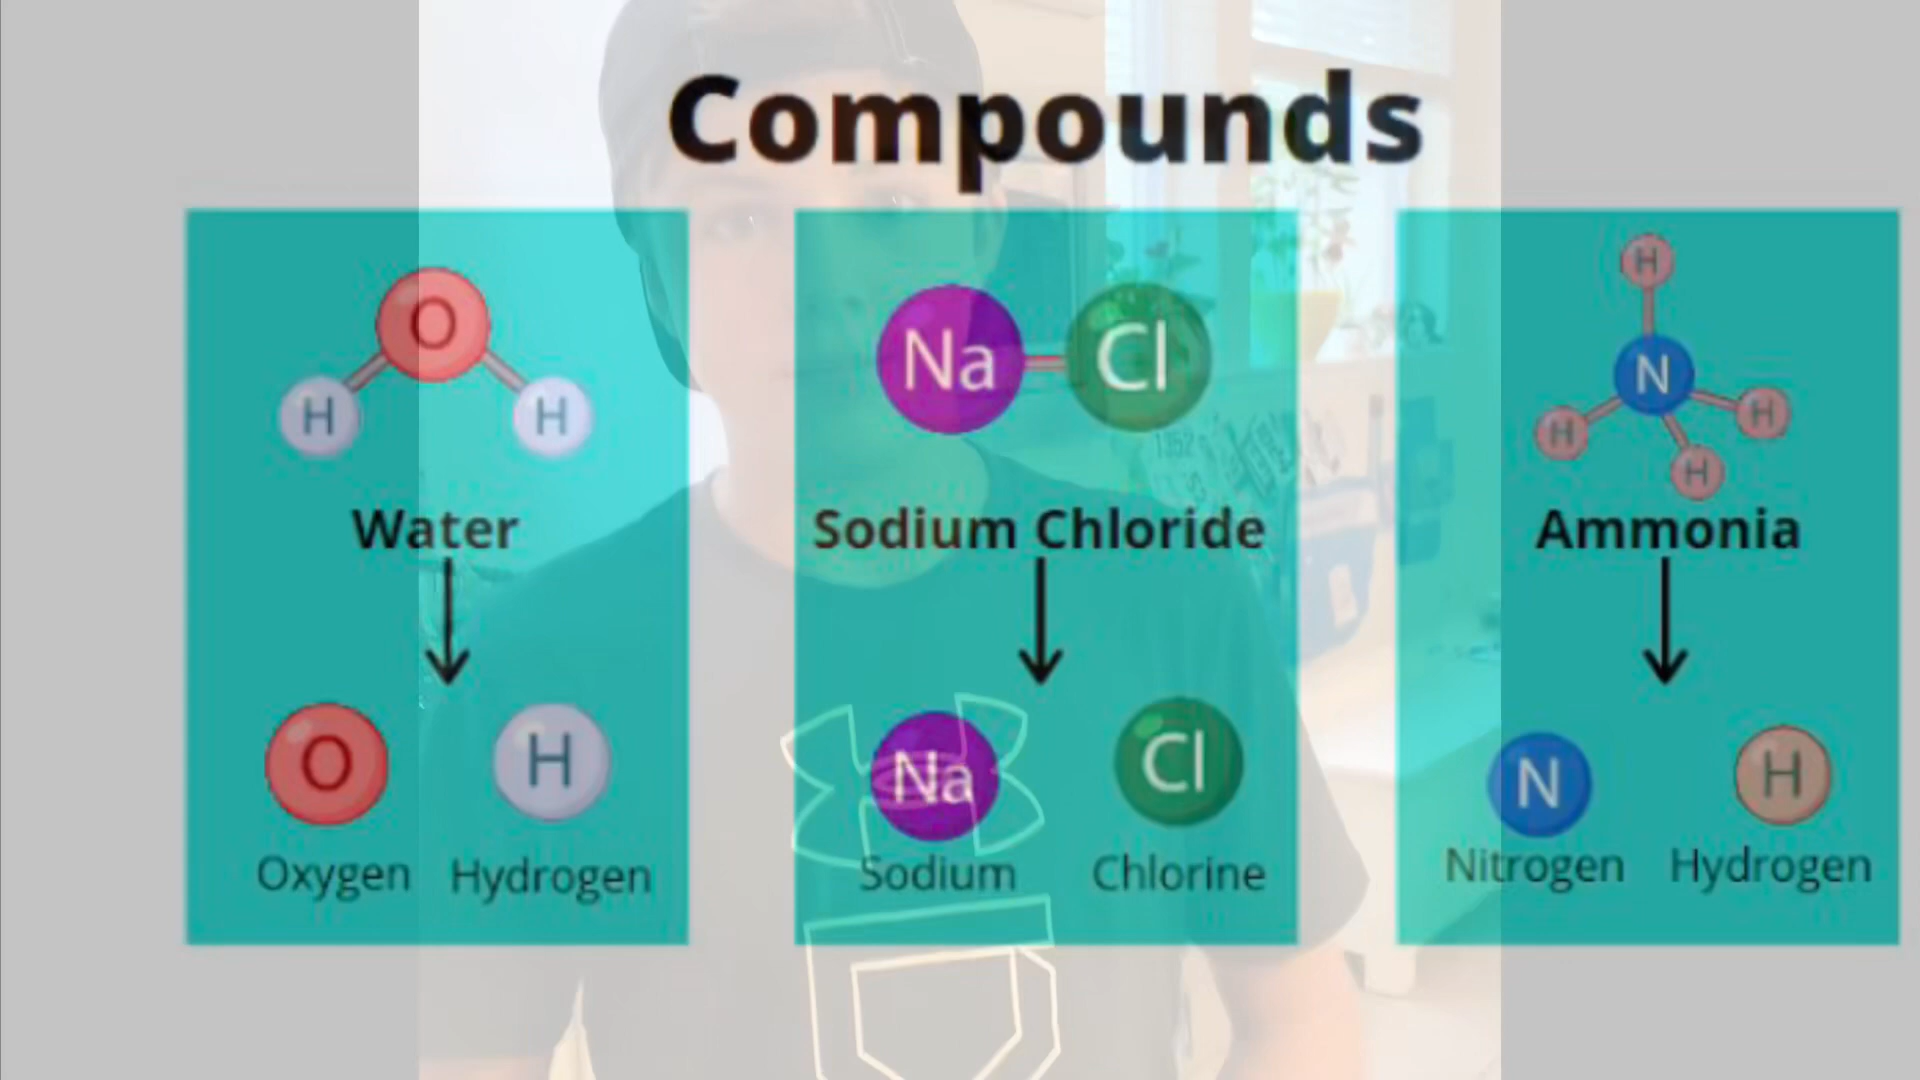 Compounds
O
H H
Na Cl
H
N
H H
H
Water
Sodium Chloride
Ammonia
O H
Na Cl
N H
Oxygen Hydrogen
Sodium Chlorine
Nitrogen Hydrogen